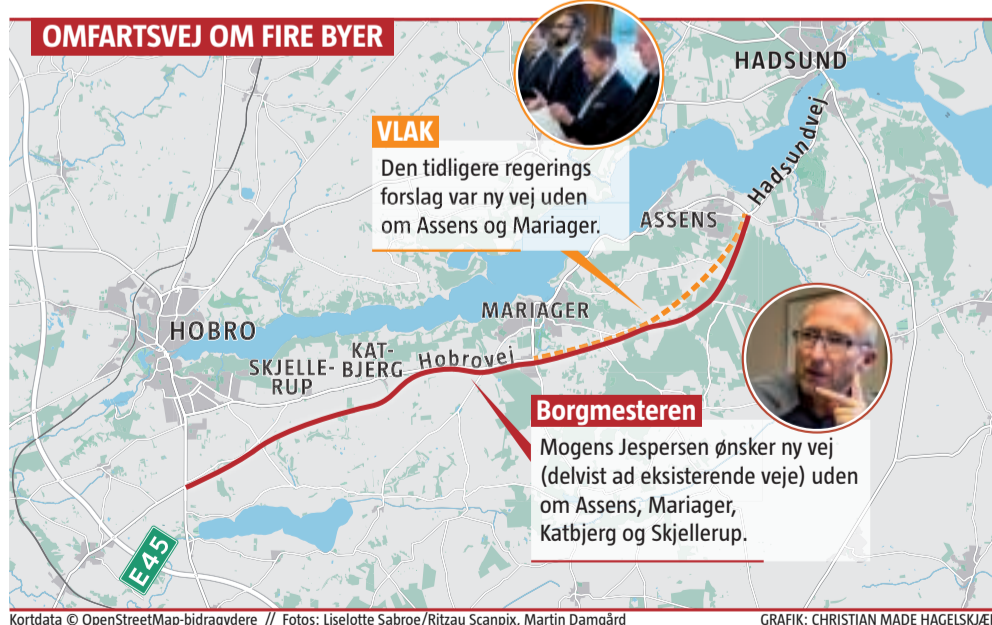 OMFARTSVEJ OM FIRE BYER
HADSUND
Hadsundvej
VLAK
Den tidligere regerings
forslag var ny vej uden
om Assens og Mariager.
ASSENS
MARIAGER
HOBRO
SKJELLE-
RUP
KAT-
BJERG
Hobrovej
Borgmesteren
Mogens Jespersen ønsker ny vej
(delvist ad eksisterende veje) uden
om Assens, Mariager,
Katbjerg og Skjellerup.
E45
Kortdata © OpenStreetMap-bidragydere // Fotos: Liselotte Sabroe/Ritzau Scanpix, Martin Damgård
GRAFIK: CHRISTIAN MADE HAGELSKJÆ